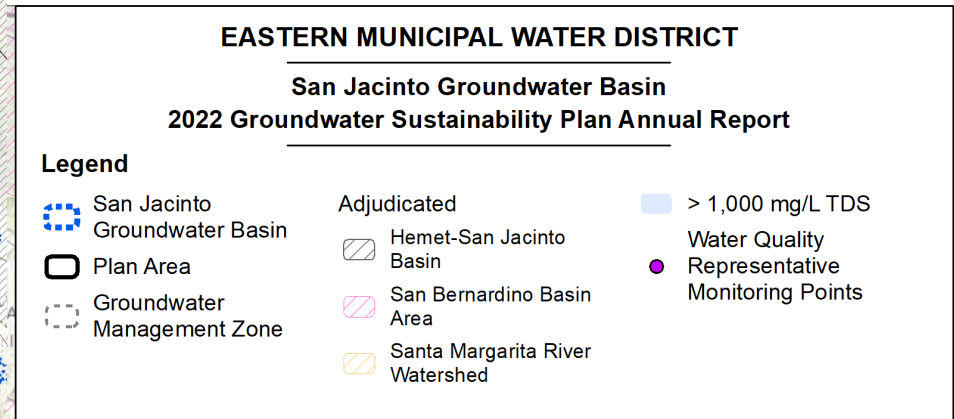 EASTERN MUNICIPAL WATER DISTRICT
San Jacinto Groundwater Basin
2022 Groundwater Sustainability Plan Annual Report
Legend
San Jacinto
Groundwater Basin
Plan Area
Groundwater
Management Zone
Adjudicated
Hemet-San Jacinto
Basin
San Bernardino Basin
Area
Santa Margarita River
Watershed
> 1,000 mg/L TDS
Water Quality
Representative
Monitoring Points